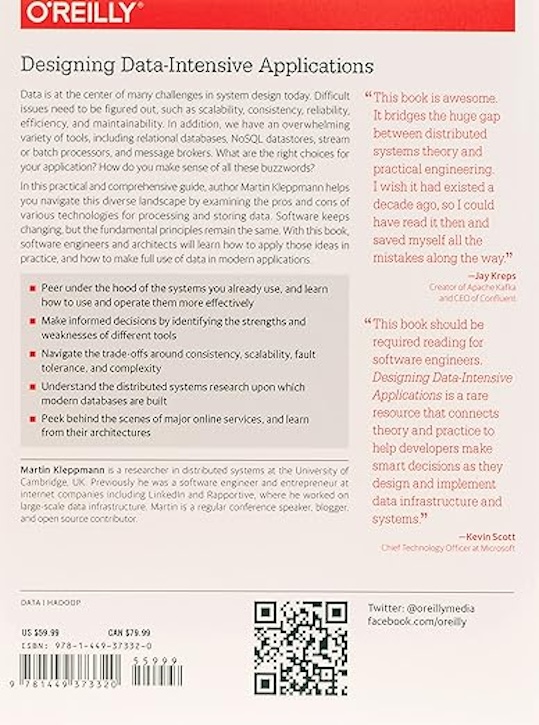 O'REILLY®
Designing Data-Intensive Applications
Data is at the center of many challenges in system design today. Difficult
issues need to be figured out, such as scalability, consistency, reliability,
efficiency, and maintainability. In addition, we have an overwhelming
variety of tools, including relational databases, NoSQL datastores, stream
or batch processors, and message brokers. What are the right choices for
your application? How do you make sense of all these buzzwords?
In this practical and comprehensive guide, author Martin Kleppmann helps
you navigate this diverse landscape by examining the pros and cons of
various technologies for processing and storing data. Software keeps
changing, but the fundamental principles remain the same. With this book,
software engineers and architects will learn how to apply those ideas in
practice, and how to make full use of data in modern applications.
■ Peer under the hood of the systems you already use, and learn
how to use and operate them more effectively
■ Make informed decisions by identifying the strengths and
weaknesses of different tools
■ Navigate the trade-offs around consistency, scalability, fault
tolerance, and complexity
■ Understand the distributed systems research upon which
modern databases are built
■ Peek behind the scenes of major online services, and learn
from their architectures
Martin Kleppmann is a researcher in distributed systems at the University of
Cambridge, UK. Previously he was a software engineer and entrepreneur at
internet companies including LinkedIn and Rapportive, where he worked on
large-scale data infrastructure. Martin is a regular conference speaker, blogger,
and open source contributor.
“This book is awesome.
It bridges the huge gap
between distributed
systems theory and
practical engineering.
I wish it had existed a
decade ago, so I could
have read it then and
saved myself all the
mistakes along the way.”
—Jay Kreps
Creator of Apache Kafka
and CEO of Confluent
“This book should be
required reading for
software engineers.
Designing Data-Intensive
Applications is a rare
resource that connects
theory and practice to
help developers make
smart decisions as they
design and implement
data infrastructure and
systems.”
—Kevin Scott
Chief Technology Officer at Microsoft
DATA | HADOOP
US $59.99 CAN $79.99
ISBN: 978-1-449-37332-0
55999
9 781449 373320
Twitter: @oreillymedia
facebook.com/oreilly